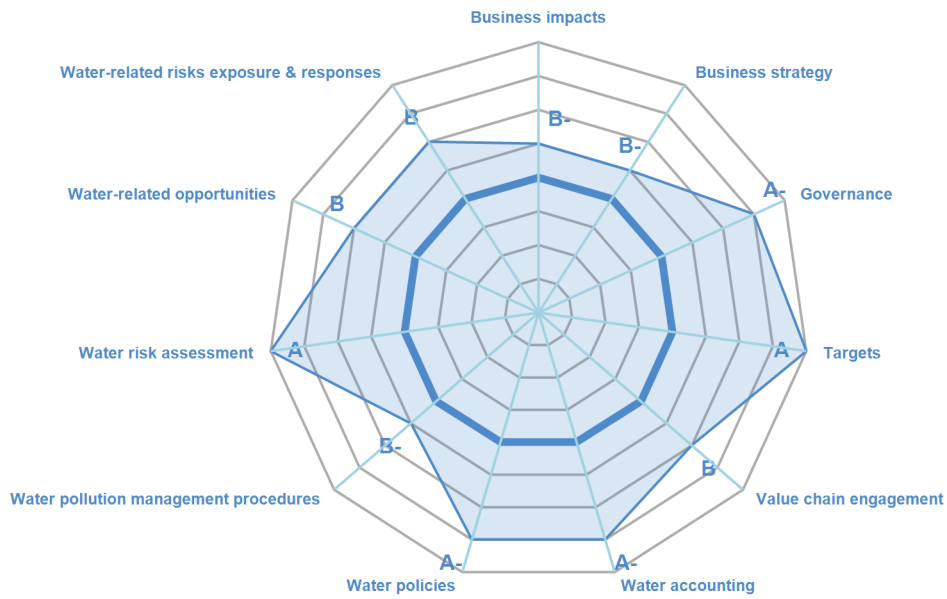 Business impacts
Water-related risks exposure & responses
Business strategy
B
B-
B-
Water-related opportunities
B
A-
Governance
Water risk assessment
A
A
Targets
B-
B
Water pollution management procedures
Value chain engagement
A-
A-
Water policies
Water accounting